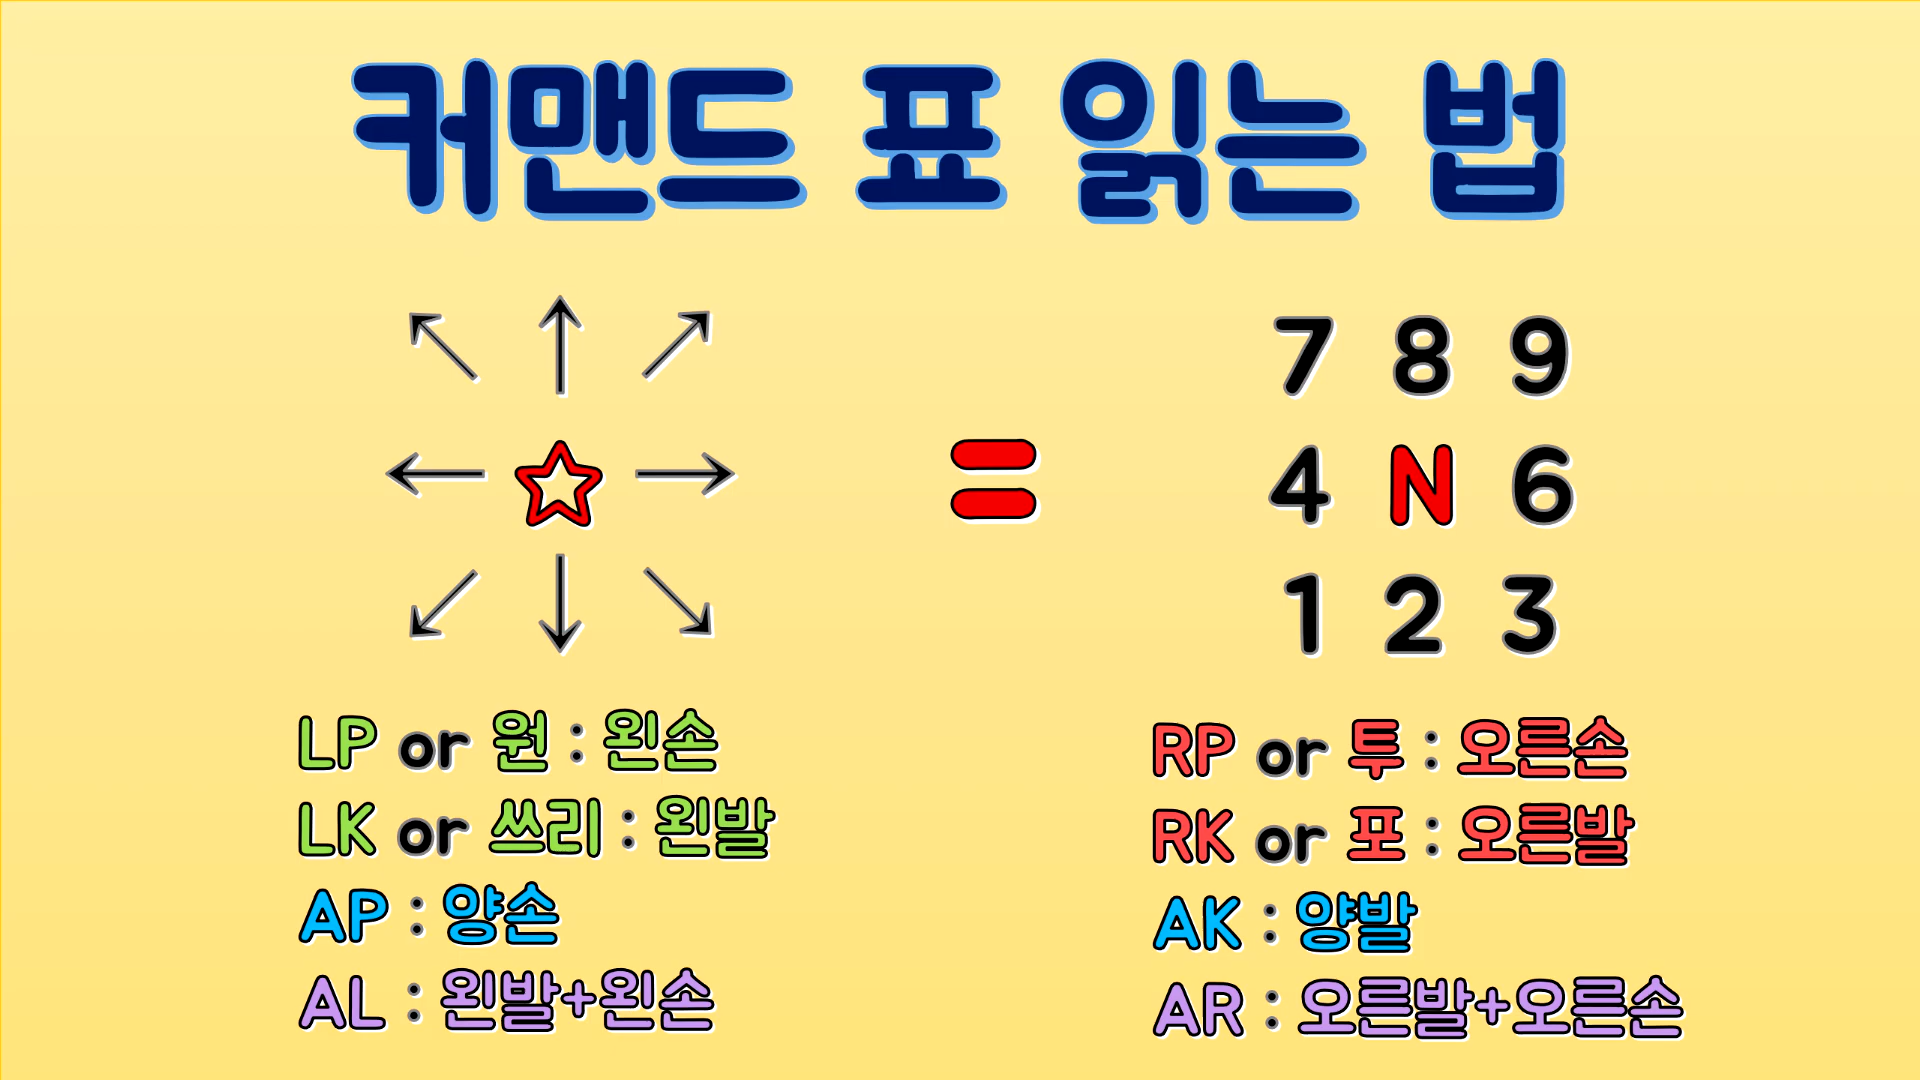 커맨드 표 읽는 법
↖ ↑ ↗ 7 8 9
← ☆ → = 4 N 6
↙ ↓ ↘ 1 2 3
LP or 원 : 왼손
RP or 투 : 오른손
LK or 쓰리 : 왼발
RK or 포 : 오른발
AP : 양손
AK : 양발
AL : 왼발+왼손
AR : 오른발+오른손